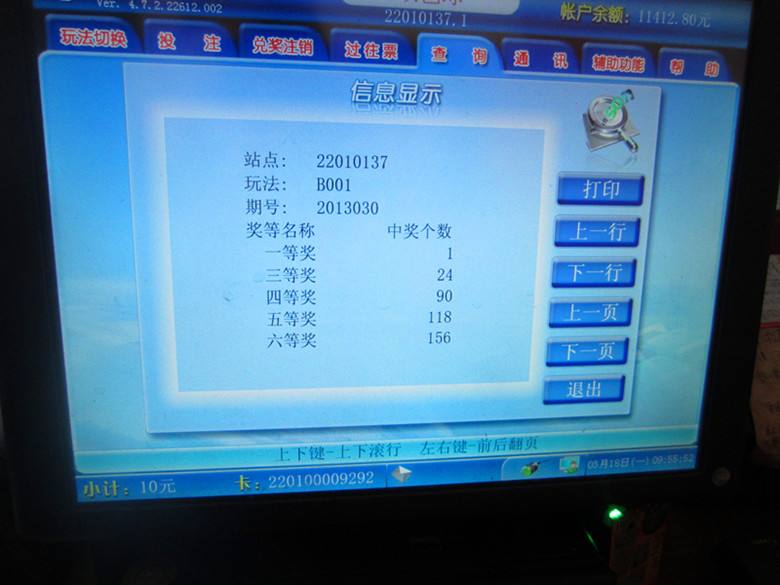 Ver. 4.7.2.22612.002
22010137.1
帐户余额: 11412.80元
玩法切换 投 注 兑奖注销 过往票 查 询 通 讯 辅助功能 帮 助
信息显示
站点: 22010137
玩法: B001
期号: 2013030
奖等名称 中奖个数
一等奖 1
三等奖 24
四等奖 90
五等奖 118
六等奖 156
打印
上一行
下一行
上一页
下一页
退出
上下键-上下滚行 左右键-前后翻页
小计: 10元 卡: 220100009292 03月18日(一) 09:55:52